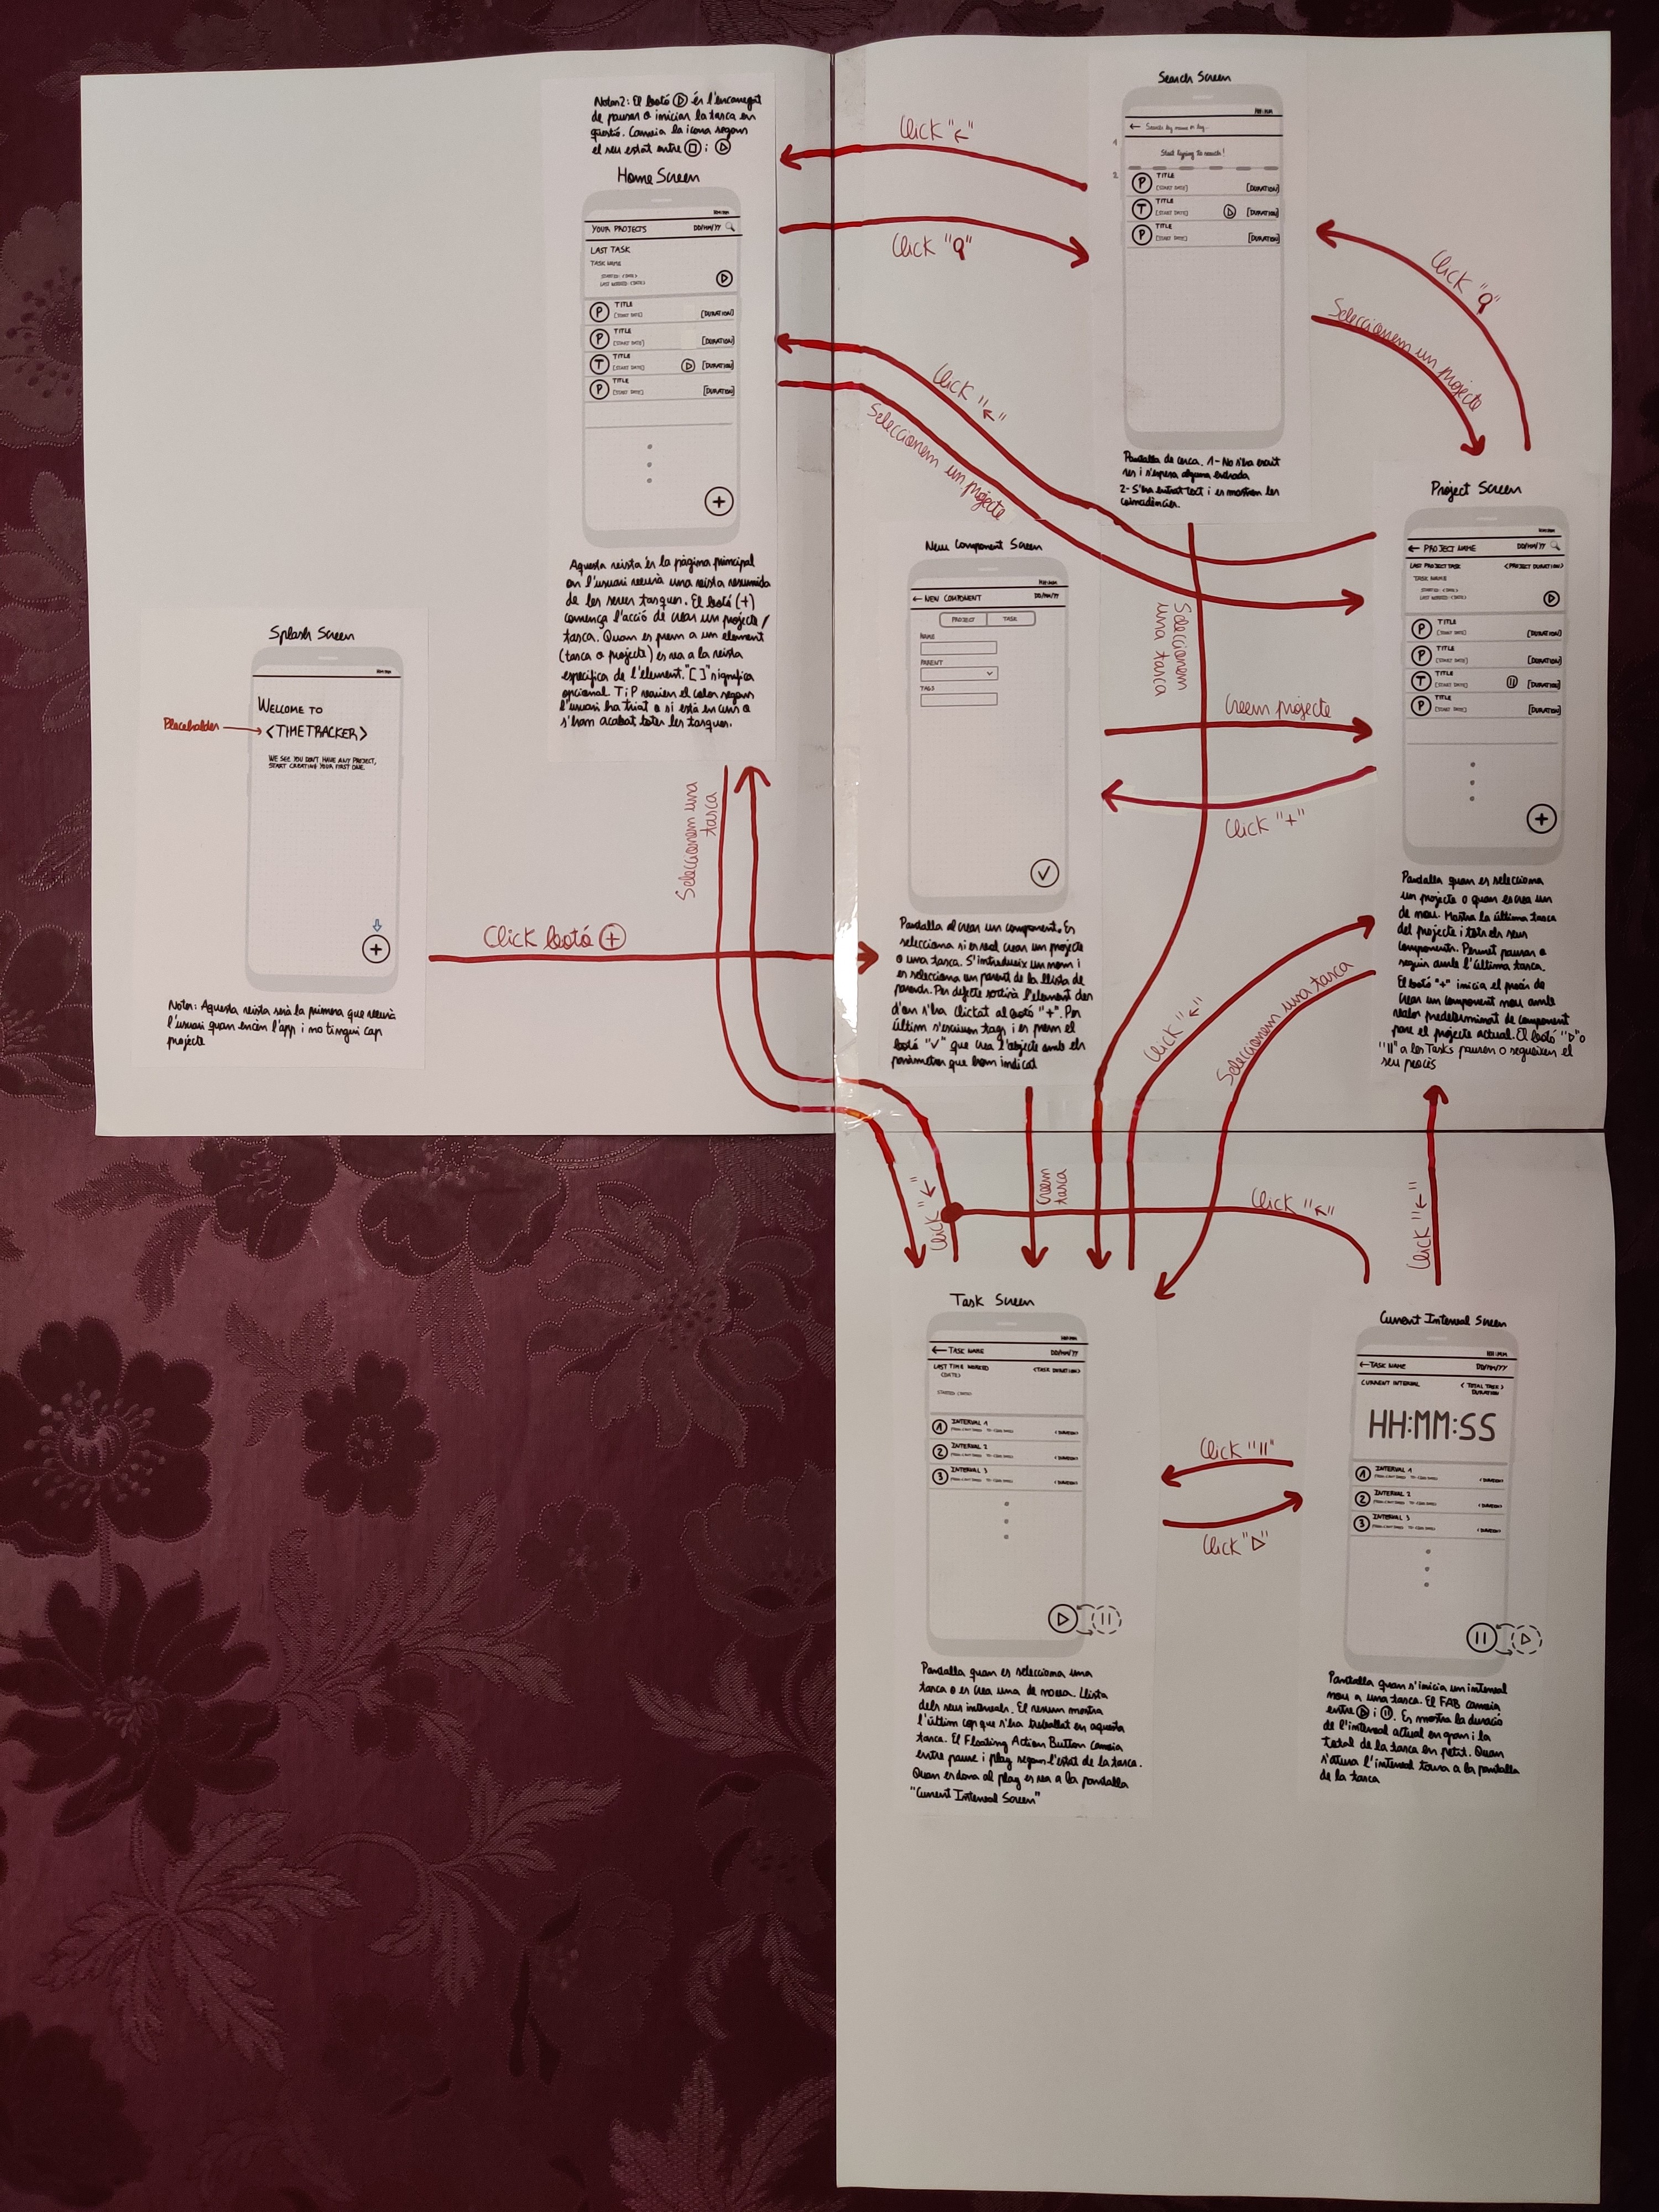 Nota 2: El botó ▷ és l'encarregat
de pausar o iniciar la tasca en
qüestió. Canvia la icona segons
el seu estat entre □ i ▷
Home Screen
HH:MM
YOUR PROJECTS DD/MM/YY
LAST TASK
TASK NAME
STARTED: <DATE>
LAST WORKED: <DATE>
P TITLE
[START DATE] [DURATION]
P TITLE
[START DATE] [DURATION]
T TITLE
[START DATE] [DURATION]
P TITLE
[START DATE] [DURATION]
+
Aquesta vista és la pàgina principal
on l'usuari veurà una vista resumida
de les seves tasques. El botó (+)
comença l'acció de crear un projecte/
tasca. Quan es prem a un element
(tasca o projecte) es va a la vista
específica de l'element. "[ ]" significa
opcional. T i P varien el color segons
l'usuari ha triat o si està en curs o
s'han acabat totes les tasques.
Splash Screen
HH:MM
WELCOME TO
Placeholder
<TIMETRACKER>
WE SEE YOU DON'T HAVE ANY PROJECT,
START CREATING YOUR FIRST ONE.
+
Nota: Aquesta vista serà la primera que veurà
l'usuari quan encén l'app i no tingui cap
projecte
Click botó +
Seleccionem una
tasca
Click "←"
Click "Q"
Search Screen
HH:MM
← Search by name or tag...
1
Start typing to search!
2
P TITLE
[START DATE] [DURATION]
T TITLE
[START DATE] [DURATION]
P TITLE
[START DATE] [DURATION]
Pantalla de cerca. 1- No s'ha escrit
res i s'espera alguna entrada
2- S'ha entrat text i es mostren les
coincidències.
Click "Q"
Seleccionem un projecte
Click "←"
Seleccionem un projecte
Seleccionem
una tasca
New Component Screen
HH:MM
← NEW COMPONENT DD/MM/YY
PROJECT TASK
NAME
PARENT
TAGS
✓
Pantalla al crear un component. Es
selecciona si es vol crear un projecte
o una tasca. S'introdueix un nom i
es selecciona un parent de la llista de
parents. Per defecte sortirà l'element des
d'on s'ha clickat al botó "+". Per
últim s'escriuen tags i es prem el
botó "✓" que crea l'objecte amb els
paràmetres que hem indicat
Creem projecte
Click "+"
Project Screen
HH:MM
← PROJECT NAME DD/MM/YY
LAST PROJECT TASK <PROJECT DURATION>
TASK NAME
STARTED: <DATE>
LAST WORKED: <DATE>
P TITLE
[START DATE] [DURATION]
P TITLE
[START DATE] [DURATION]
T TITLE
[START DATE] [DURATION]
P TITLE
[START DATE] [DURATION]
+
Pantalla quan es selecciona
un projecte o quan es crea un
de nou. Mostra la última tasca
del projecte i tots els seus
components. Permet pausar o
seguir amb l'última tasca.
El botó "+" inicia el procés de
crear un component nou amb
valor predeterminat de component
pare el projecte actual. El botó "▷" o
"||" a les Tasks pausen o segueixen el
seu procés
Click "←"
Seleccionem una tasca
Click "←"
Creem
tasca
Click "←"
Click "←"
Task Screen
HH:MM
← TASK NAME DD/MM/YY
LAST TIME WORKED <TASK DURATION>
<DATE>
STARTED: <DATE>
1 INTERVAL 1
<DURATION>
2 INTERVAL 2
<DURATION>
3 INTERVAL 3
<DURATION>
Pantalla quan es selecciona una
tasca o es crea una de nova. Llista
dels seus intervals. El resum mostra
l'últim cop que s'ha treballat en aquesta
tasca. El Floating Action Button canvia
entre pause i play segons l'estat de la tasca.
Quan es dona al play es va a la pantalla
"Current Interval Screen"
Click "||"
Click "▷"
Current Interval Screen
HH:MM
← TASK NAME DD/MM/YY
CURRENT INTERVAL <TOTAL TASK>
DURATION
HH:MM:SS
1 INTERVAL 1
<DURATION>
2 INTERVAL 2
<DURATION>
3 INTERVAL 3
<DURATION>
Pantalla quan s'inicia un interval
nou a una tasca. El FAB canvia
entre ▷ i ||. Es mostra la duració
de l'interval actual en gran i la
total de la tasca en petit. Quan
s'atura l'interval torna a la pantalla
de la tasca